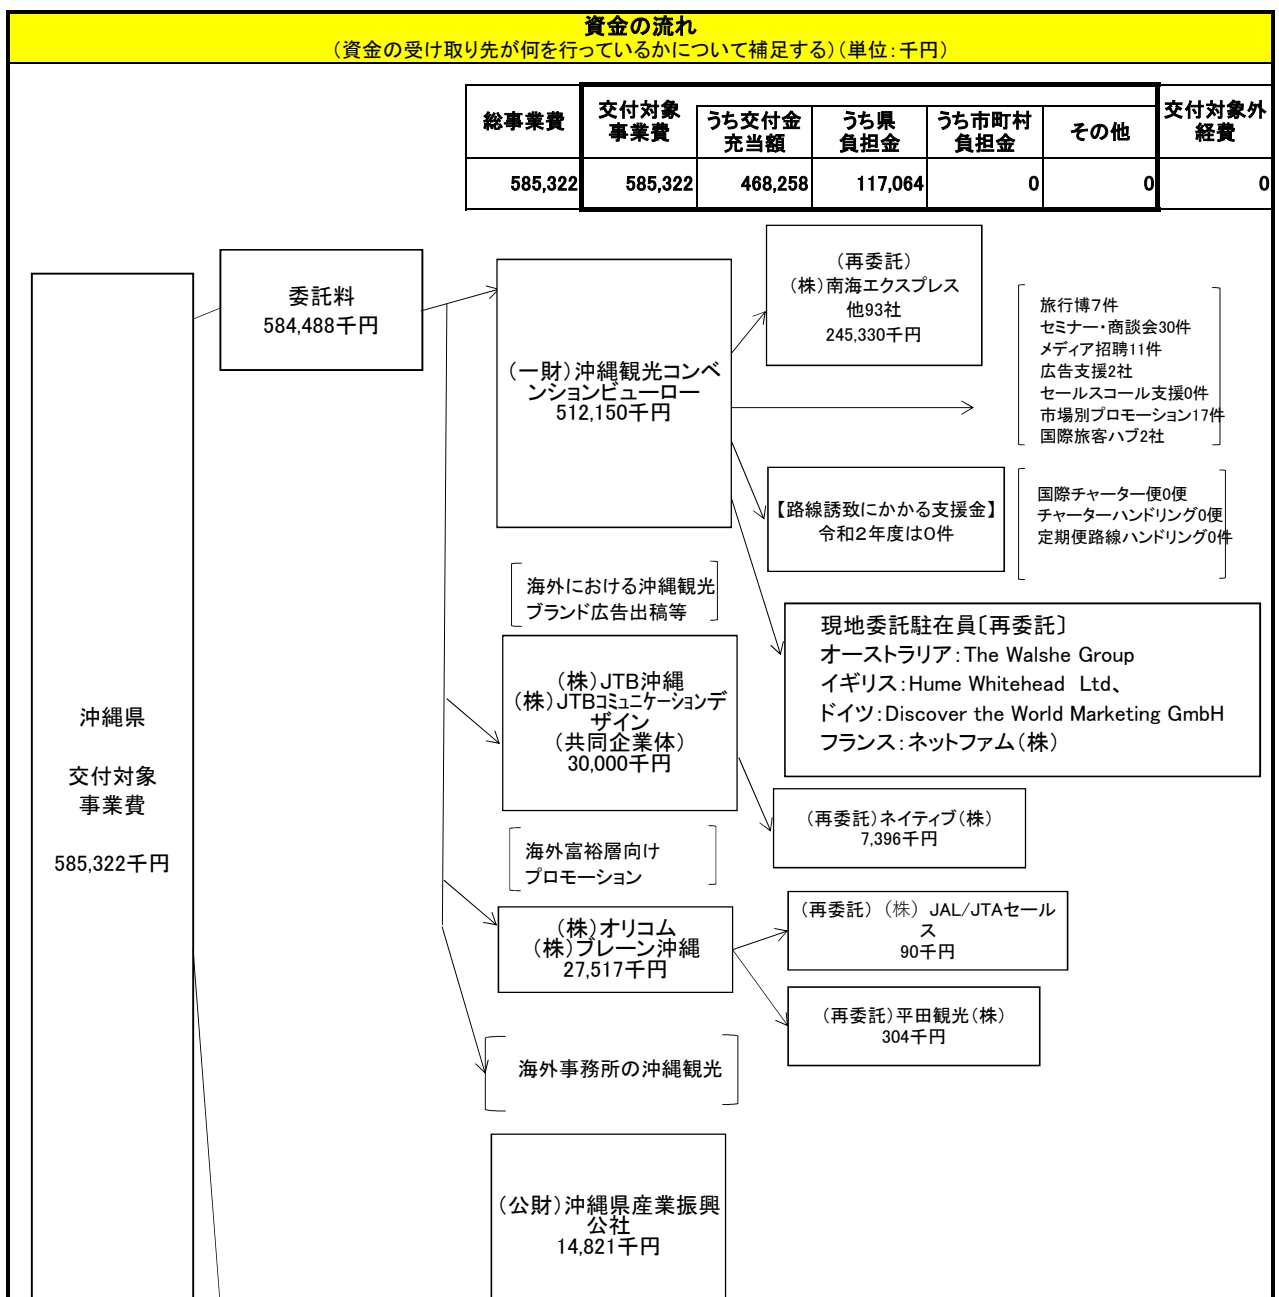 資金の流れ
(資金の受け取り先が何を行っているかについて補足する)(単位:千円)
総事業費
交付対象
事業費
うち交付金
充当額
うち県
負担金
うち市町村
負担金
その他
交付対象外
経費
585,322
585,322
468,258
117,064
0
0
0
沖縄県
交付対象
事業費
585,322千円
委託料
584,488千円
(一財)沖縄観光コンベ
ンションビューロー
512,150千円
(再委託)
(株)南海エクスプレス
他93社
245,330千円
旅行博7件
セミナー・商談会30件
メディア招聘11件
広告支援2社
セールスコール支援0件
市場別プロモーション17件
国際旅客ハブ2社
【路線誘致にかかる支援金】
令和2年度は0件
国際チャーター便0便
チャーターハンドリング0便
定期便路線ハンドリング0件
現地委託駐在員〔再委託〕
オーストラリア:The Walshe Group
イギリス:Hume Whitehead Ltd、
ドイツ:Discover the World Marketing GmbH
フランス:ネットファム(株)
海外における沖縄観光
ブランド広告出稿等
(株)JTB沖縄
(株)JTBコミュニケーションデ
ザイン
(共同企業体)
30,000千円
(再委託)ネイティブ(株)
7,396千円
海外富裕層向け
プロモーション
(株)オリコム
(株)ブレーン沖縄
27,517千円
(再委託) (株) JAL/JTAセール
ス
90千円
(再委託)平田観光(株)
304千円
海外事務所の沖縄観光
(公財)沖縄県産業振興
公社
14,821千円